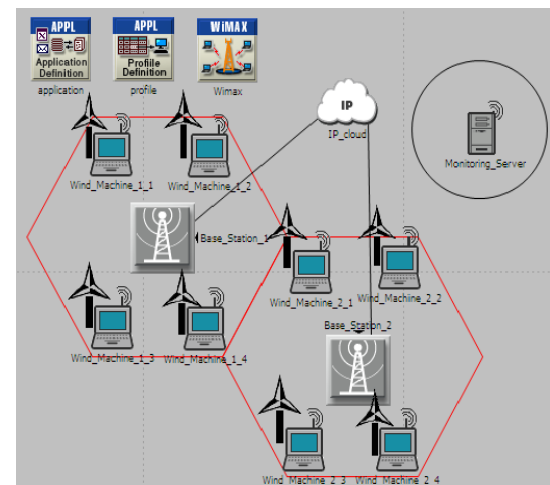 APPL
Application
Definition
application
APPL
Profile
Definition
profile
WiMAX
Wimax
IP
IP_cloud
Monitoring_Server
Wind_Machine_1_1
Wind_Machine_1_2
Base_Station_1
Wind_Machine_2_1
Wind_Machine_2_2
Wind_Machine_1_3
Wind_Machine_1_4
Base_Station_2
Wind_Machine_2_3
Wind_Machine_2_4